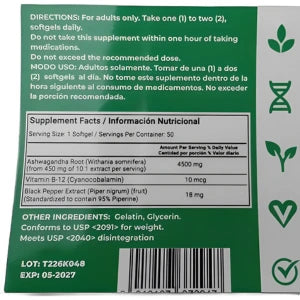 DIRECTIONS: For adults only. Take one (1) to two (2),
softgels daily.
Do not take this supplement within one hour of taking
mudications.
Do not exceed the recommended dose.
MODO USO: Adultos solamente. Tomar de una (1) a dos
(2) softgels al día. No tome este suplemento dentro de la
hora siguiente al consumo de medicamentos. No exceder
la dosis recomendada.
Supplement Facts / Información Nutricional
Serving Size: 1 Softgel / Servings Per Container: 50
Amount Per Serving % Daily Value
Cantidad por porción % Valor diario
Ashwagandha Root (Withania somnifera)
(from 450 mg of 10:1 extract per serving) 4500 mg
Vitamin B-12 (Cyanocobalamin) 10 mcg
Black Pepper Extract (Piper nigrum) (fruit)
(Standardized to contain 95% Piperine) 18 mg
OTHER INGREDIENTS: Gelatin, Glycerin.
Conforms to USP <2091> for weight.
Meets USP <2040> disintegration
LOT: T226K048
EXP: 05-2027